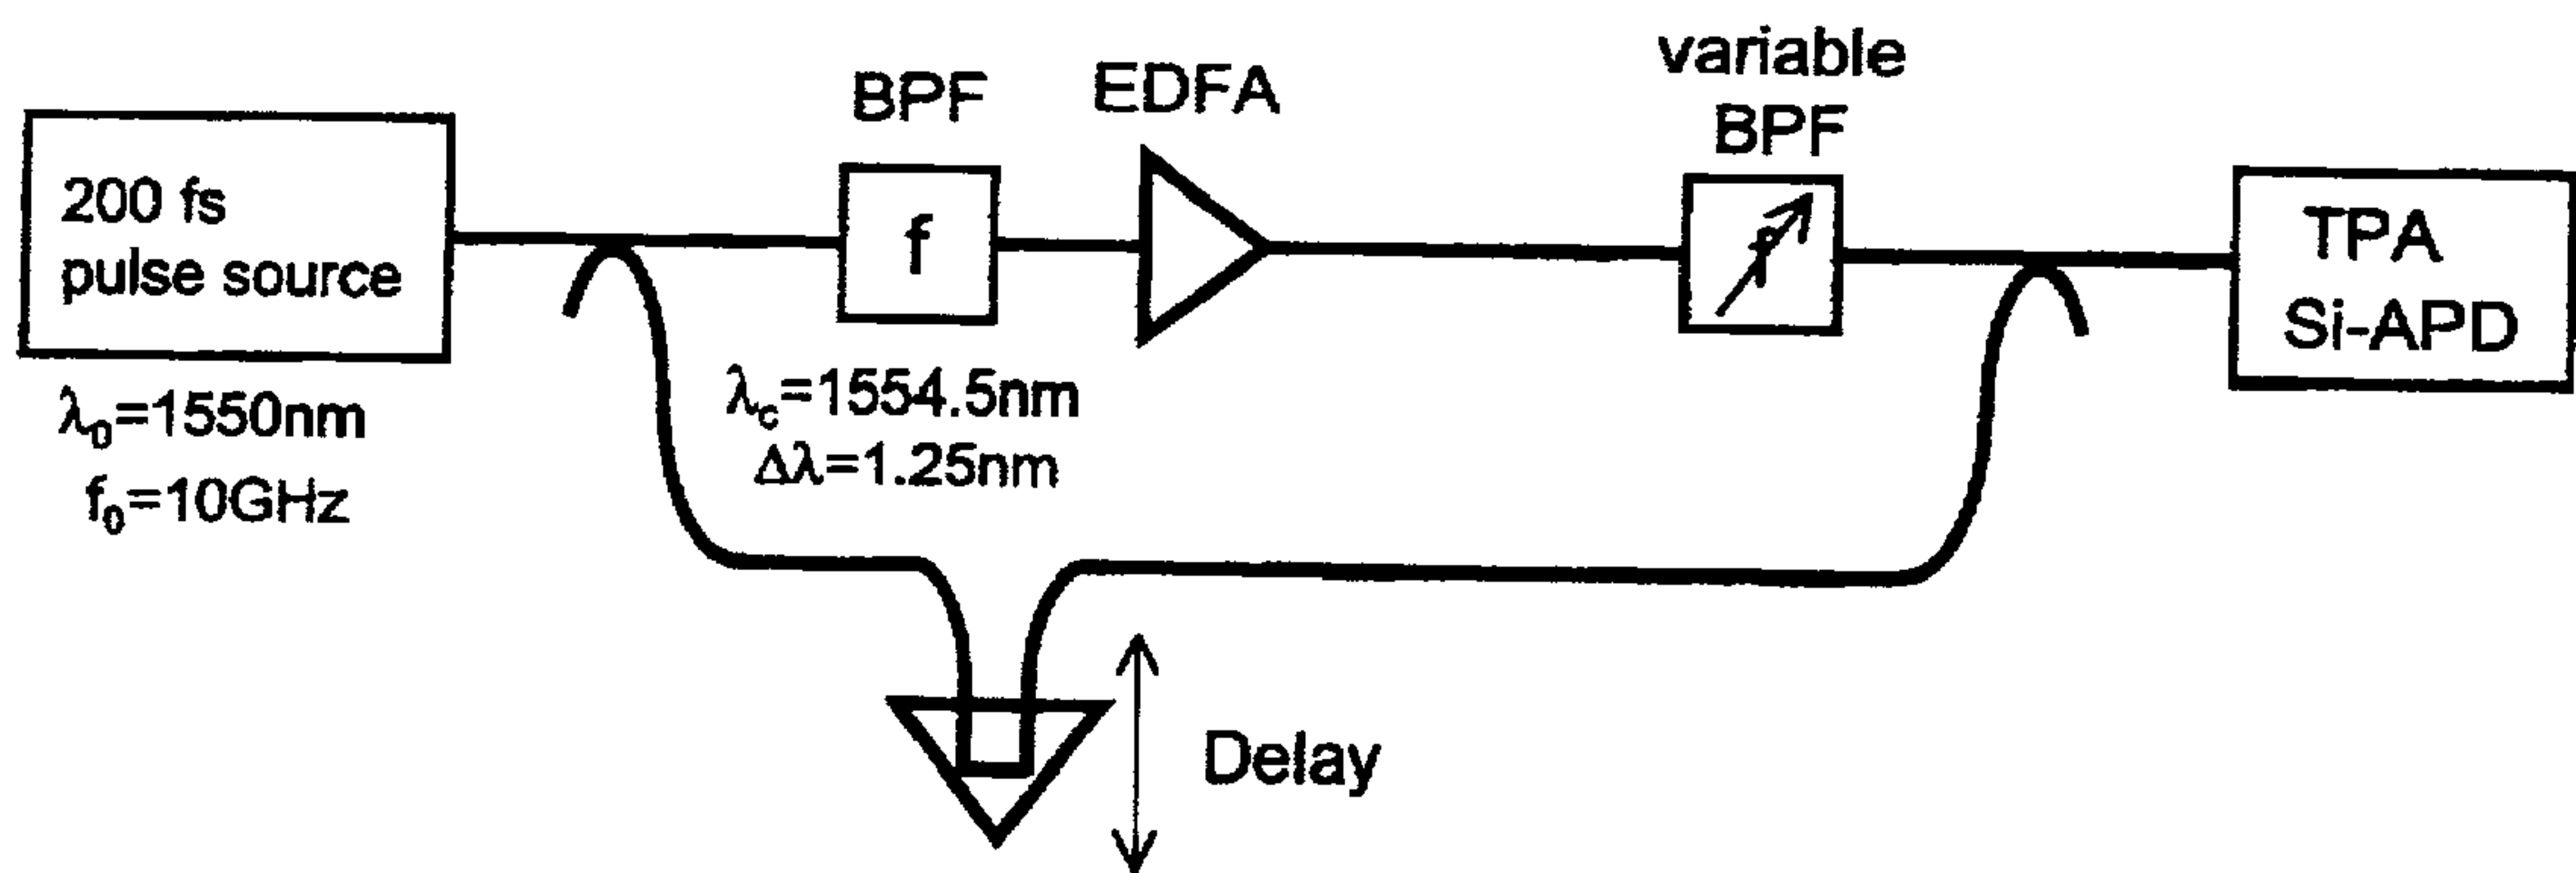 200 fs
pulse source
λ₀=1550nm
f₀=10GHz
BPF
f
λc=1554.5nm
Δλ=1.25nm
EDFA
variable
BPF
f
TPA
Si-APD
Delay